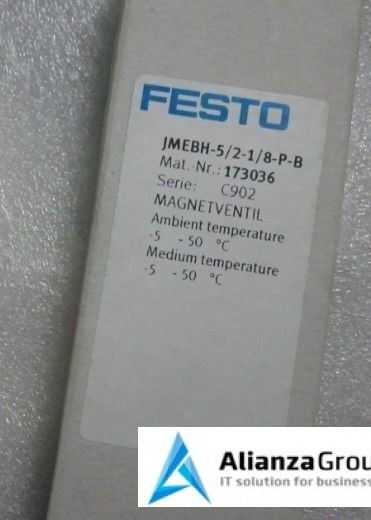 FESTO
JMEBH-5/2-1/8-P-B
Mat.-Nr.: 173036
Serie: C902
MAGNETVENTIL
Ambient temperature
-5 - 50 °C
Medium temperature
-5 - 50 °C
AlianzaGrou
IT solution for business